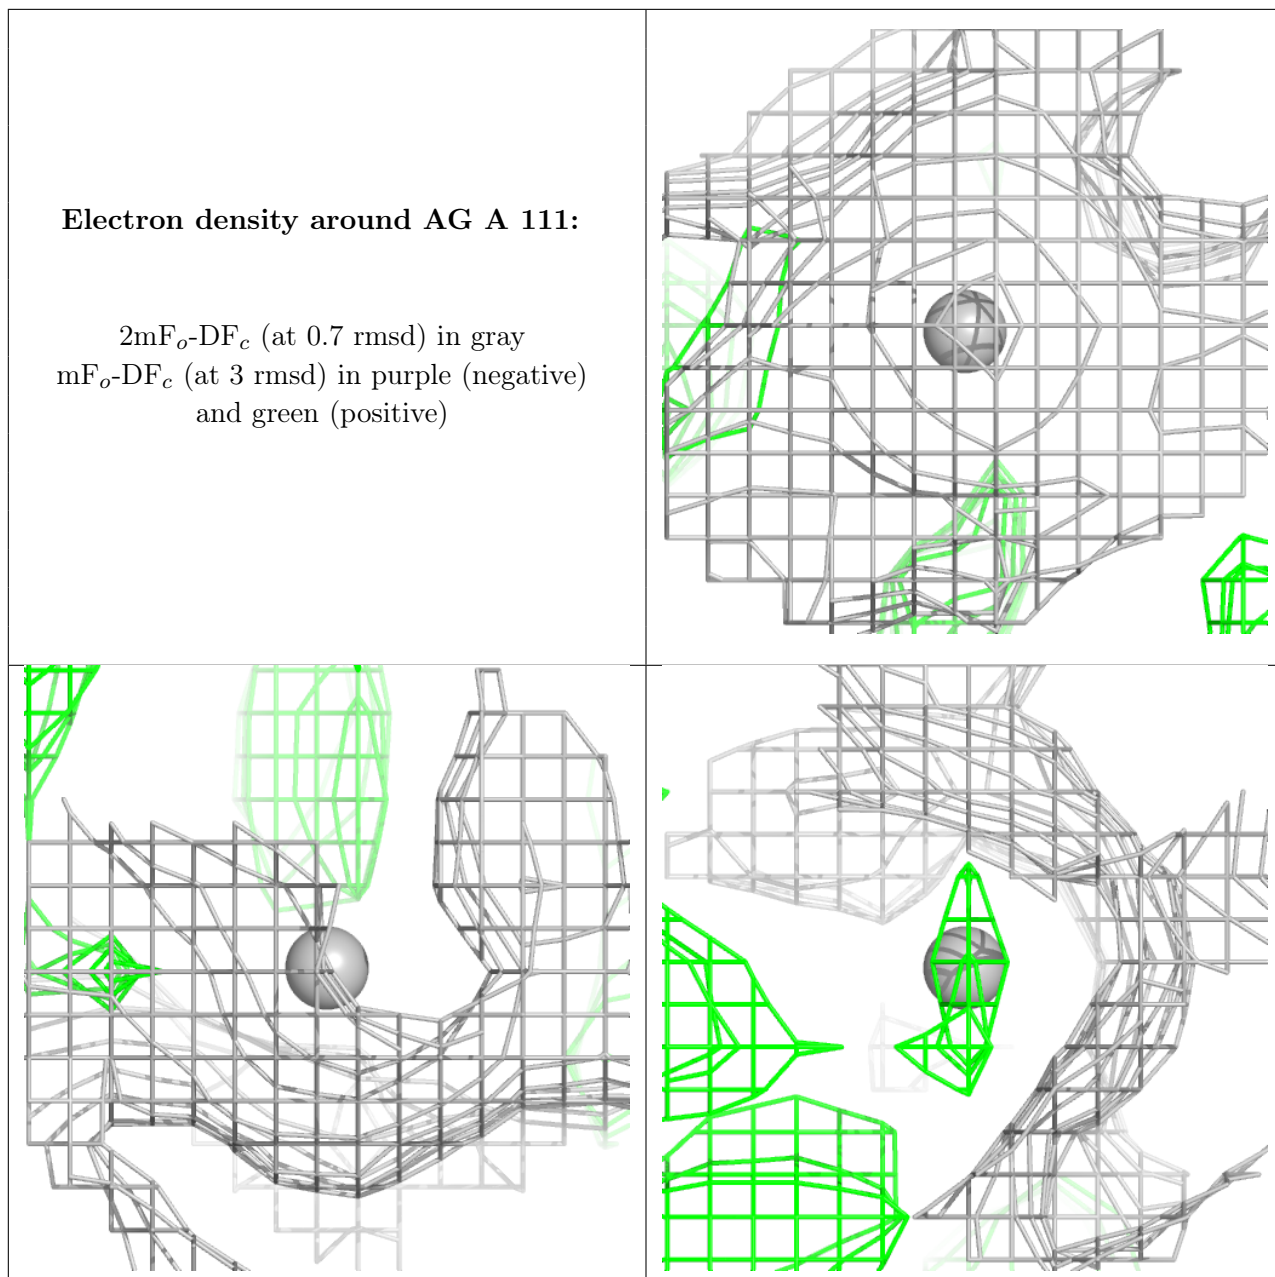 Electron density around AG A 111:
2mFo-DFc (at 0.7 rmsd) in gray
mFo-DFc (at 3 rmsd) in purple (negative)
and green (positive)